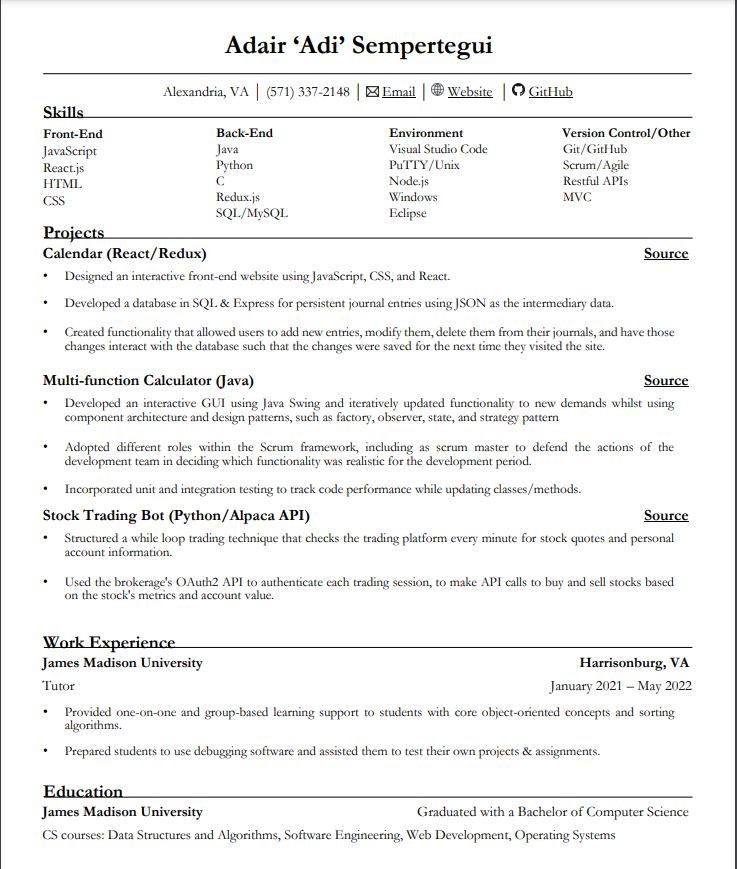 Adair ‘Adi’ Sempertegui
Alexandria, VA | (571) 337-2148 | Email | Website | GitHub
Skills
Front-End Back-End Environment Version Control/Other
JavaScript Java Visual Studio Code Git/GitHub
React.js Python PuTTY/Unix Scrum/Agile
HTML C Node.js Restful APIs
CSS Redux.js Windows MVC
SQL/MySQL Eclipse
Projects
Calendar (React/Redux) Source
• Designed an interactive front-end website using JavaScript, CSS, and React.
• Developed a database in SQL & Express for persistent journal entries using JSON as the intermediary data.
• Created functionality that allowed users to add new entries, modify them, delete them from their journals, and have those
changes interact with the database such that the changes were saved for the next time they visited the site.
Multi-function Calculator (Java) Source
• Developed an interactive GUI using Java Swing and iteratively updated functionality to new demands whilst using
component architecture and design patterns, such as factory, observer, state, and strategy pattern
• Adopted different roles within the Scrum framework, including as scrum master to defend the actions of the
development team in deciding which functionality was realistic for the development period.
• Incorporated unit and integration testing to track code performance while updating classes/methods.
Stock Trading Bot (Python/Alpaca API) Source
• Structured a while loop trading technique that checks the trading platform every minute for stock quotes and personal
account information.
• Used the brokerage's OAuth2 API to authenticate each trading session, to make API calls to buy and sell stocks based
on the stock's metrics and account value.
Work Experience
James Madison University Harrisonburg, VA
Tutor January 2021 – May 2022
• Provided one-on-one and group-based learning support to students with core object-oriented concepts and sorting
algorithms.
• Prepared students to use debugging software and assisted them to test their own projects & assignments.
Education
James Madison University Graduated with a Bachelor of Computer Science
CS courses: Data Structures and Algorithms, Software Engineering, Web Development, Operating Systems